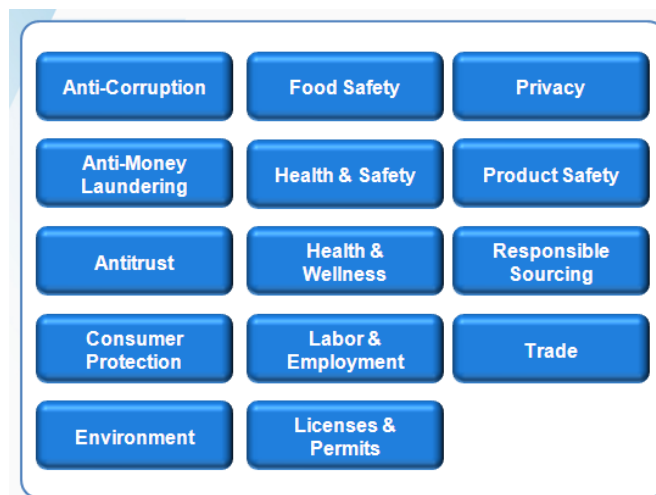 Anti-Corruption
Food Safety
Privacy
Anti-Money
Laundering
Health & Safety
Product Safety
Antitrust
Health &
Wellness
Responsible
Sourcing
Consumer
Protection
Labor &
Employment
Trade
Environment
Licenses &
Permits